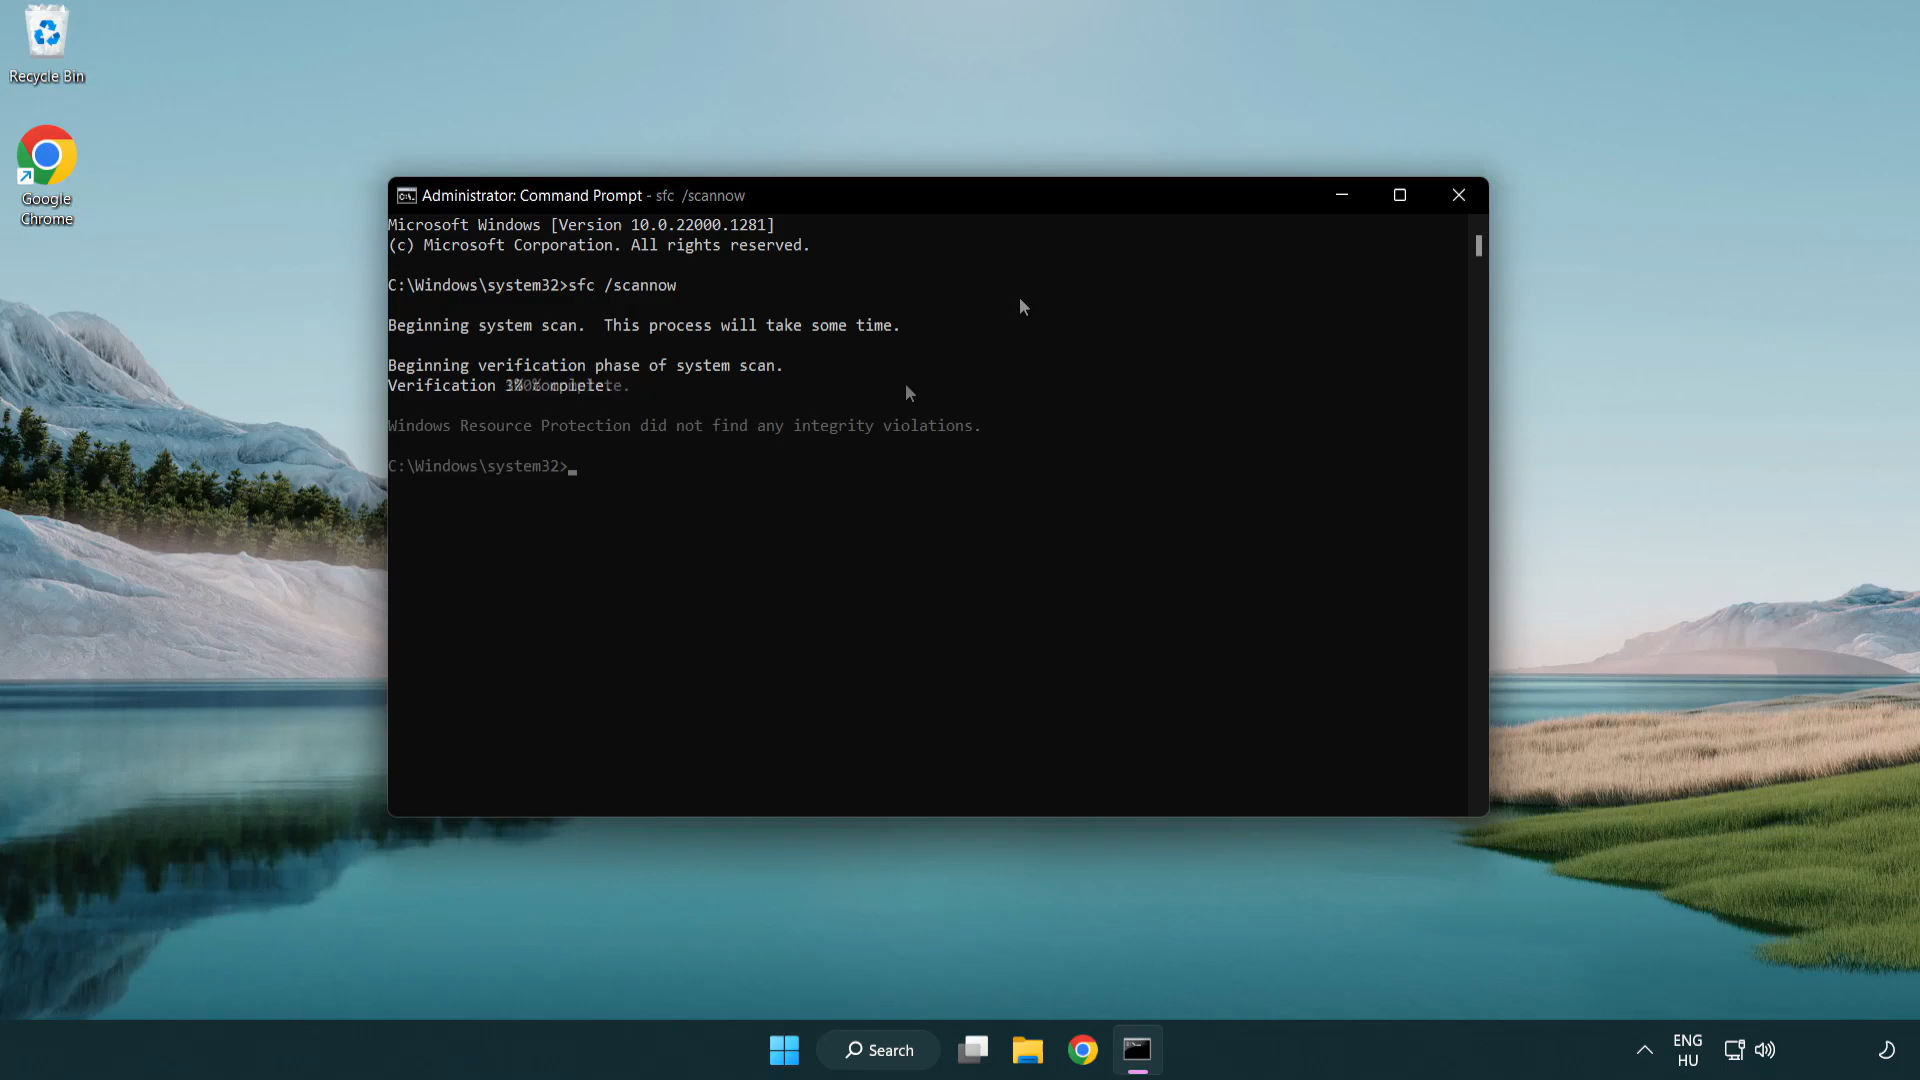 Recycle Bin
Google
Chrome
Administrator: Command Prompt - sfc /scannow
Microsoft Windows [Version 10.0.22000.1281]
(c) Microsoft Corporation. All rights reserved.
C:\Windows\system32>sfc /scannow
Beginning system scan. This process will take some time.
Beginning verification phase of system scan.
Verification
Windows Resource Protection did not find any integrity violations.
C:\Windows\system32>
Search
ENG
HU